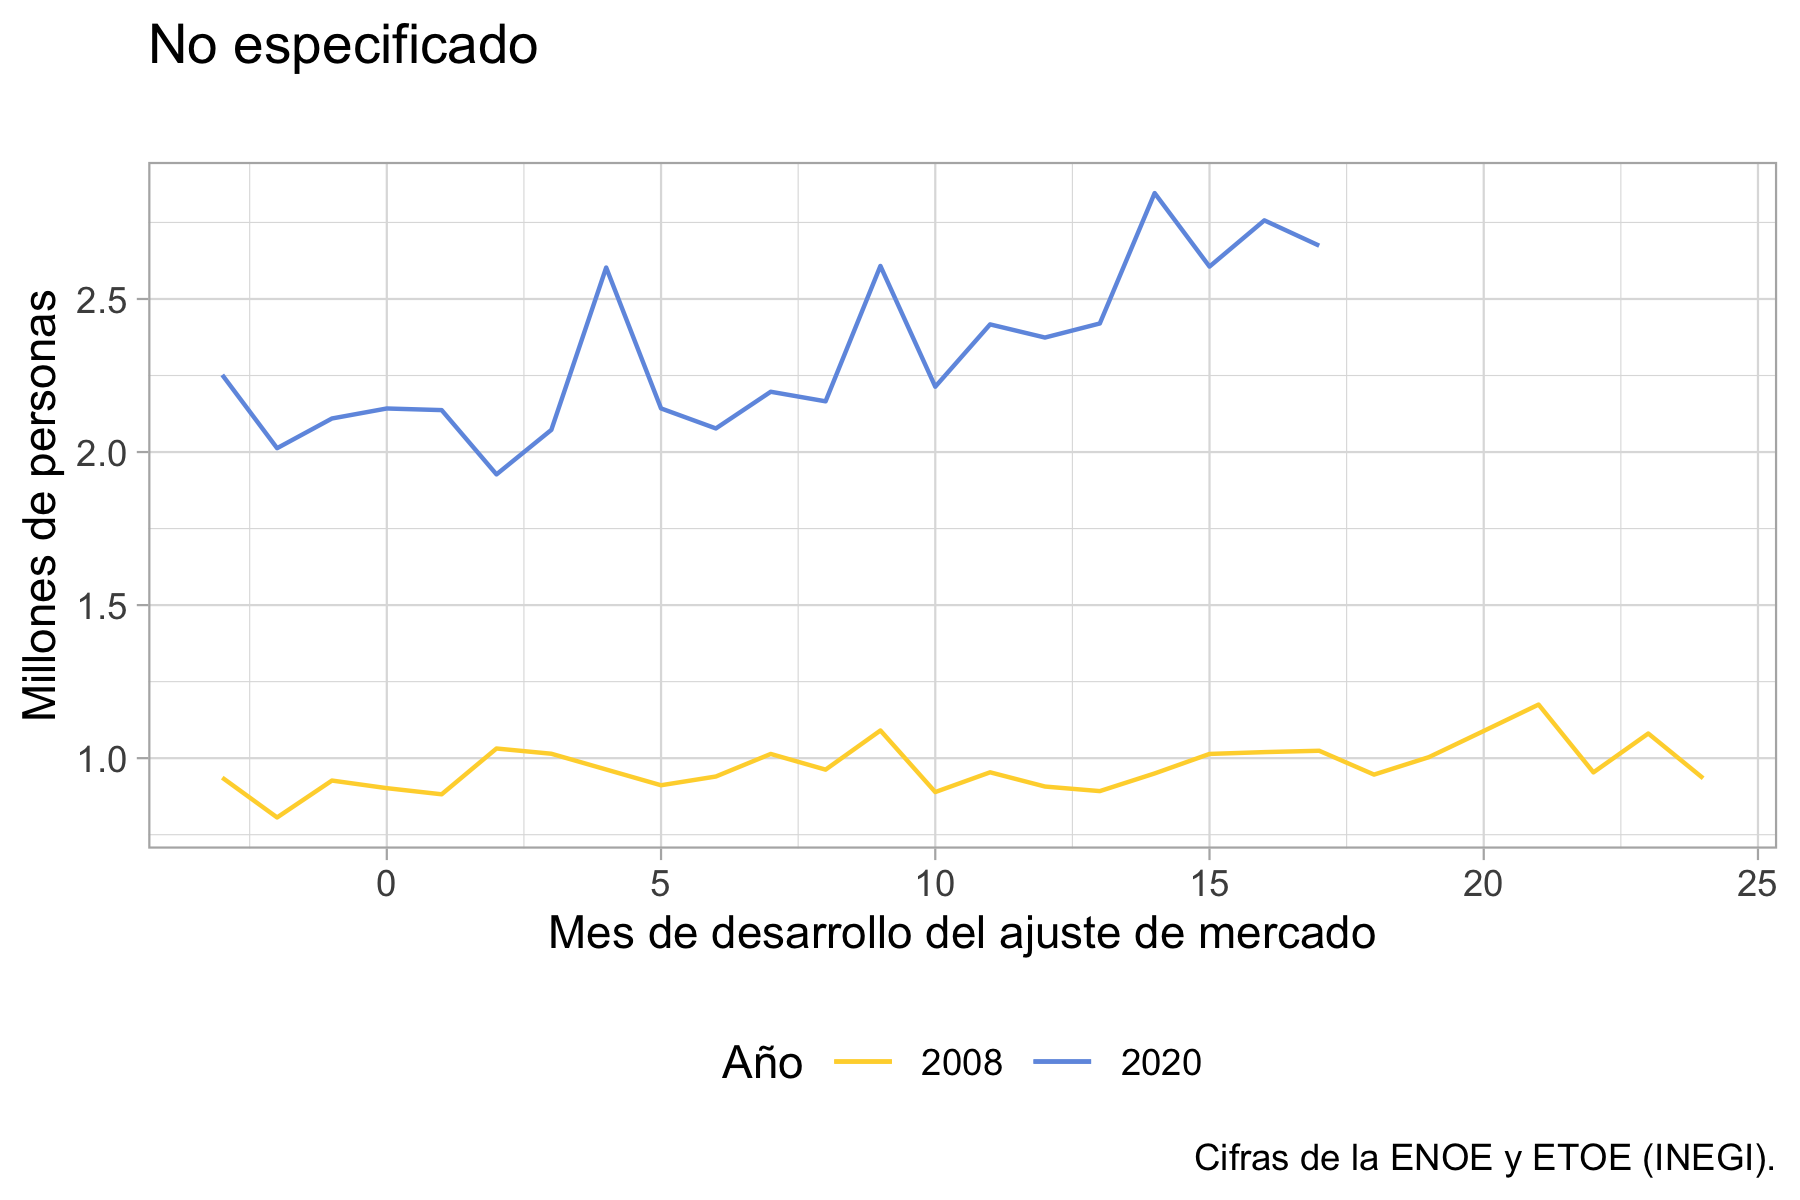 No especificado
Millones de personas
2.5
2.0
1.5
1.0
0 5 10 15 20 25
Mes de desarrollo del ajuste de mercado
Año 2008 2020
Cifras de la ENOE y ETOE (INEGI).